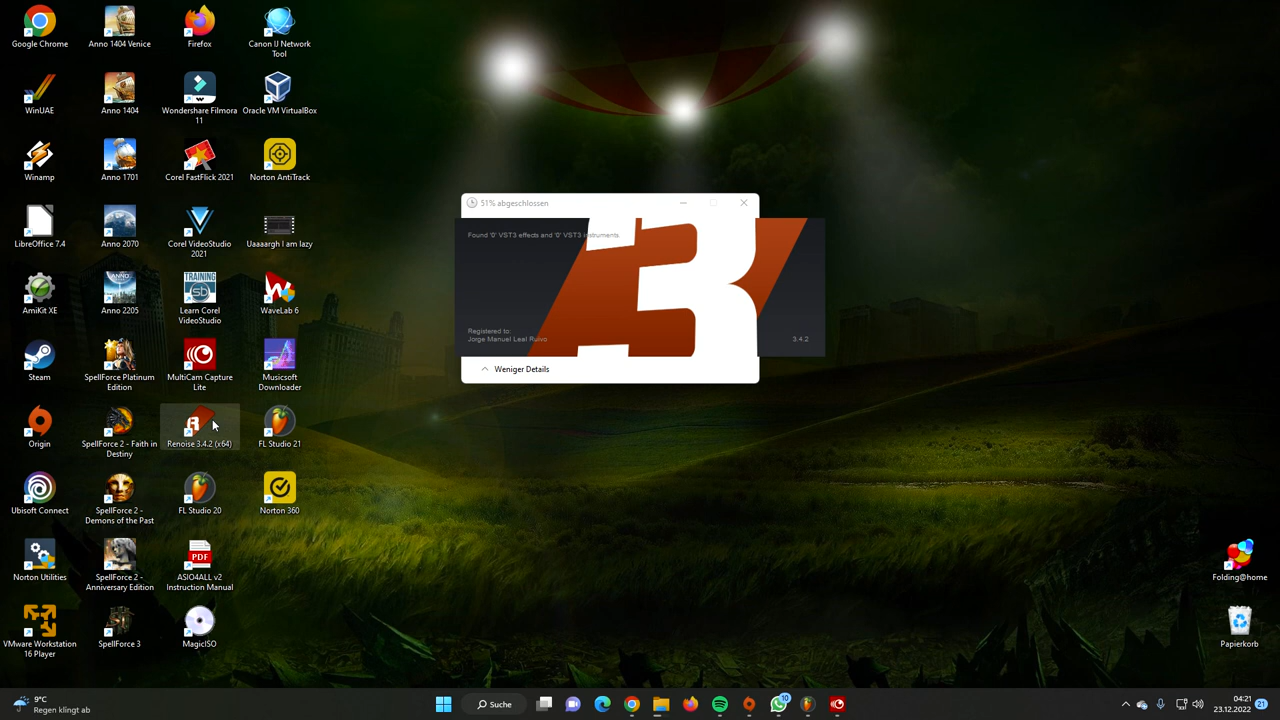 Google Chrome
Anno 1404 Venice
Firefox
Canon IJ Network
Tool
WinUAE
Anno 1404
Wondershare Filmora
11
Oracle VM VirtualBox
Winamp
Anno 1701
Corel FastFlick 2021
Norton AntiTrack
LibreOffice 7.4
Anno 2070
Corel VideoStudio
2021
Uaaaargh I am lazy
AmiKit XE
Anno 2205
TRAINING
sb
Learn Corel
VideoStudio
WaveLab 6
Steam
SpellForce Platinum
Edition
MultiCam Capture
Lite
Musicsoft
Downloader
Origin
SpellForce 2 - Faith in
Destiny
Renoise 3.4.2 (x64)
FL Studio 21
Ubisoft Connect
SpellForce 2 -
Demons of the Past
FL Studio 20
Norton 360
Norton Utilities
SpellForce 2 -
Anniversary Edition
PDF
ASIO4ALL v2
Instruction Manual
VMware Workstation
16 Player
SpellForce 3
MagicISO
51% abgeschlossen
Found '0' VST3 effects and '0' VST3 instruments
Registered to:
Jorge Manuel Leal Ruivo
3.4.2
Weniger Details
Folding@home
Papierkorb
9°C
Regen klingt ab
Suche
10
04:21
23.12.2022
21